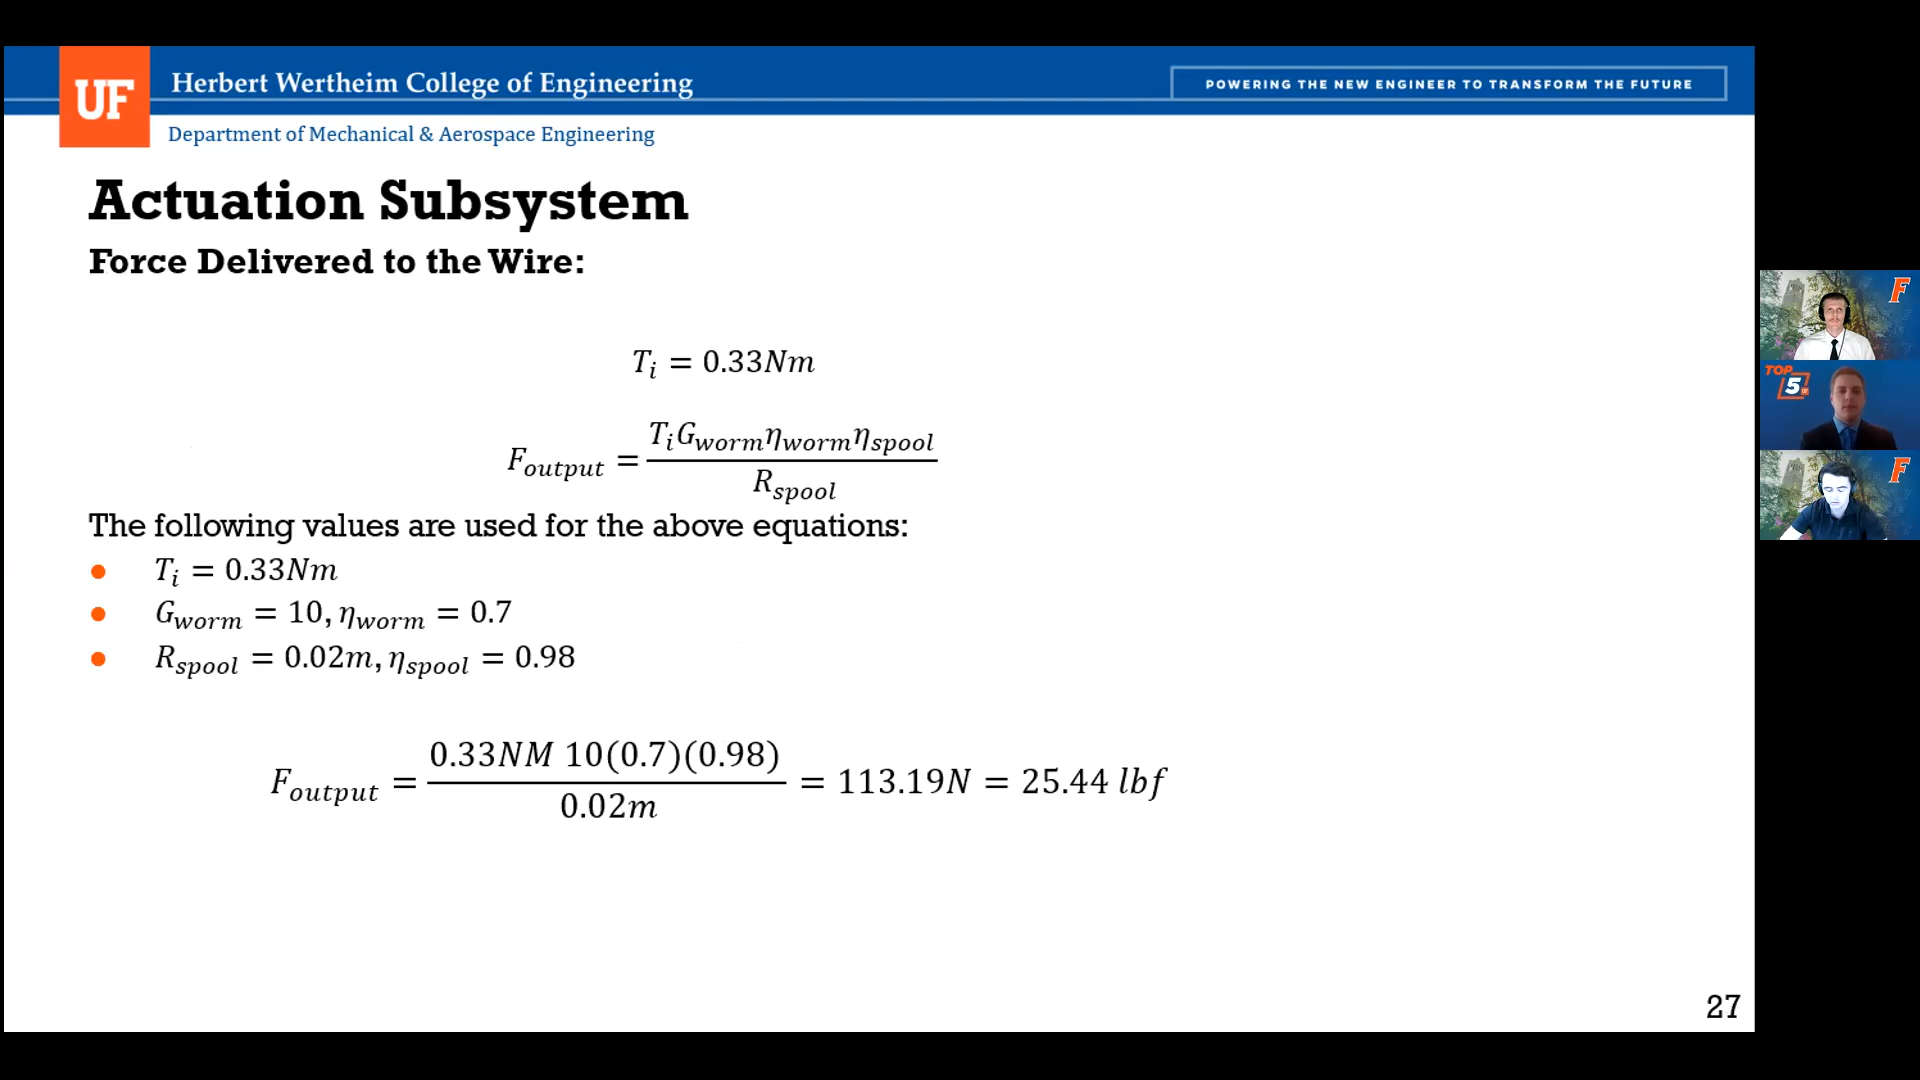 UF
Herbert Wertheim College of Engineering
POWERING THE NEW ENGINEER TO TRANSFORM THE FUTURE
Department of Mechanical & Aerospace Engineering
Actuation Subsystem
Force Delivered to the Wire:
T_i = 0.33Nm
F_output = T_i G_worm η_worm η_spool / R_spool
The following values are used for the above equations:
• T_i = 0.33Nm
• G_worm = 10, η_worm = 0.7
• R_spool = 0.02m, η_spool = 0.98
F_output = 0.33NM 10(0.7)(0.98) / 0.02m = 113.19N = 25.44 lbf
27
F
TOP
5
F